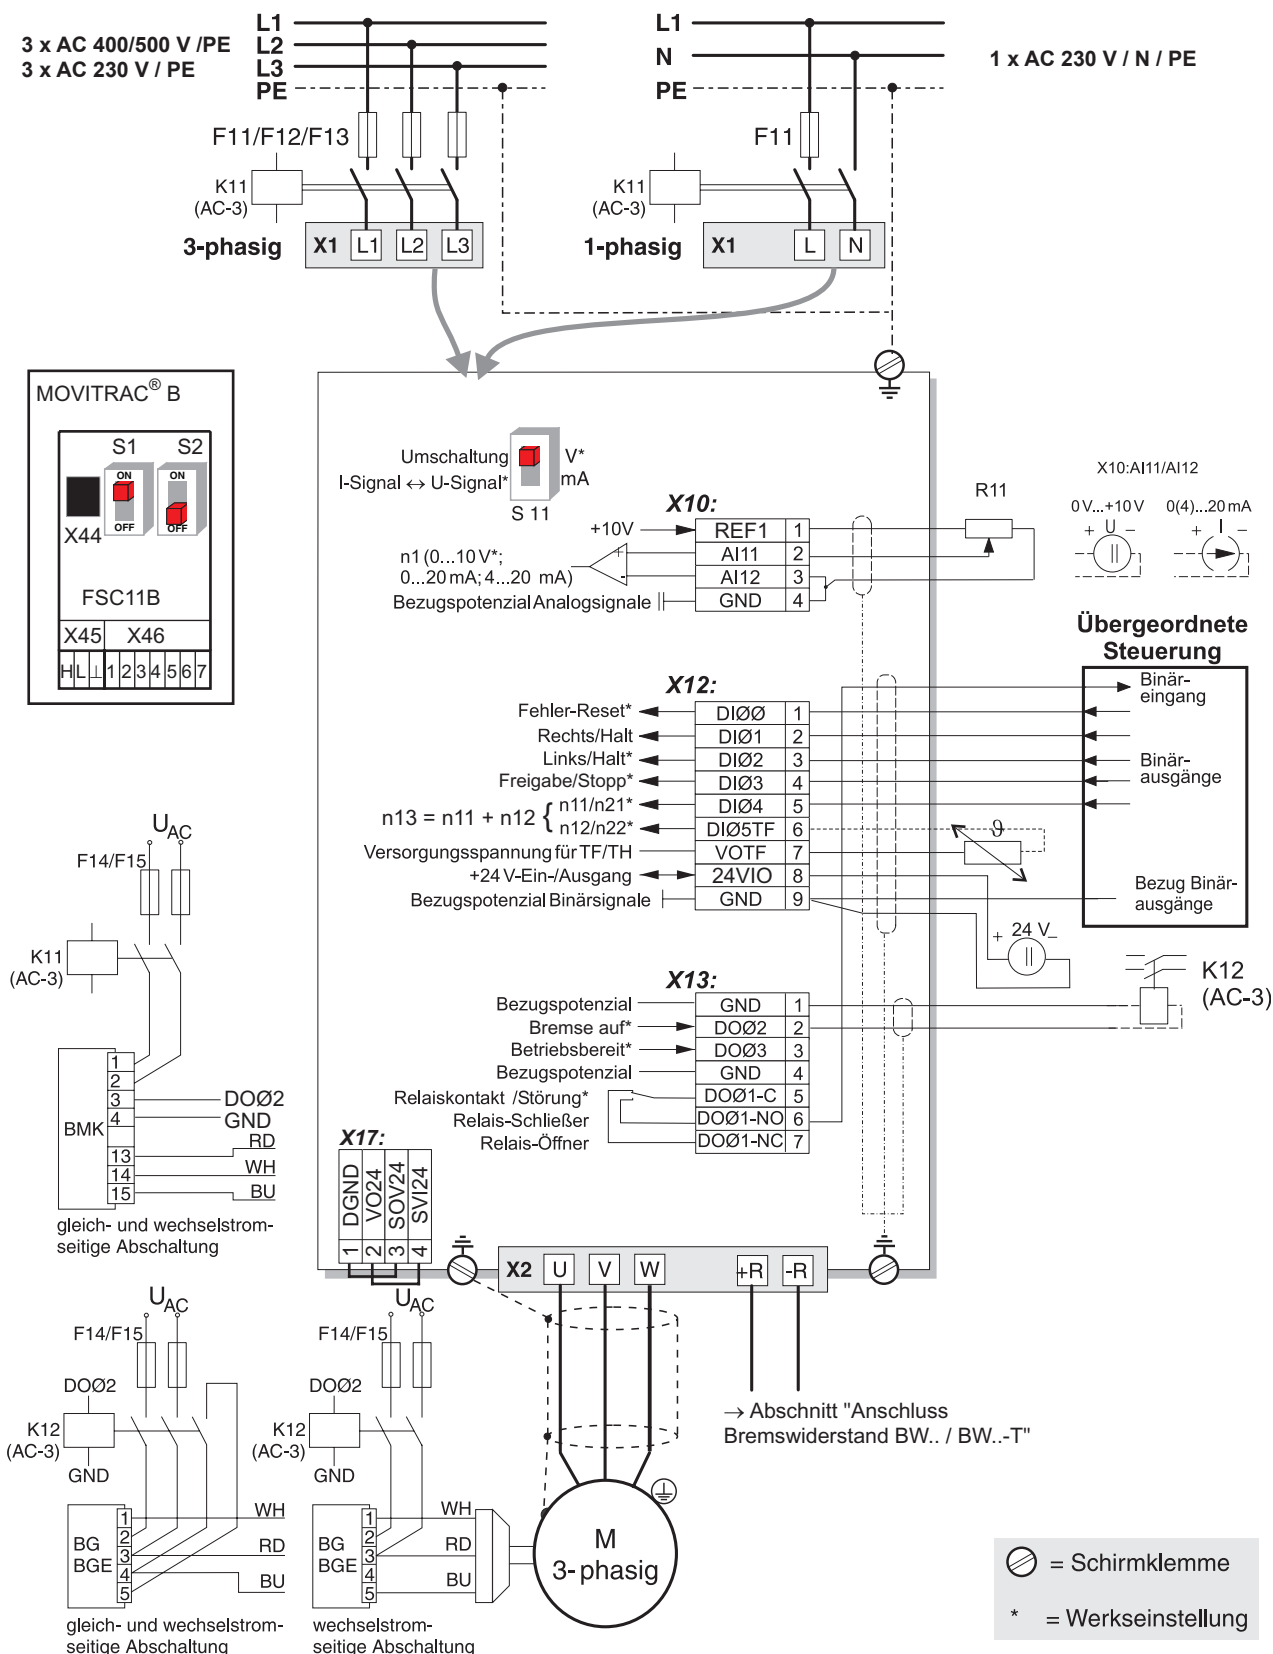 3 x AC 400/500 V /PE
3 x AC 230 V / PE
L1
L2
L3
PE
F11/F12/F13
K11
(AC-3)
3-phasig
X1 L1 L2 L3
L1
N
PE
1 x AC 230 V / N / PE
F11
K11
(AC-3)
1-phasig
X1 L N
MOVITRAC® B
S1 S2
ON ON
OFF OFF
X44
FSC11B
X45 X46
H L ⊥ 1 2 3 4 5 6 7
Umschaltung
I-Signal ↔ U-Signal*
V*
mA
S 11
X10:
+10V REF1 1
n1 (0...10 V*;
0...20 mA; 4...20 mA)
+
-
AI11 2
AI12 3
Bezugspotenzial Analogsignale GND 4
R11
X10:AI11/AI12
0 V...+10 V 0(4)...20 mA
+ U - + I -
Übergeordnete
Steuerung
Binär-
eingang
Binär-
ausgänge
Bezug Binär-
ausgänge
X12:
Fehler-Reset* DIØØ 1
Rechts/Halt DIØ1 2
Links/Halt* DIØ2 3
Freigabe/Stopp* DIØ3 4
n13 = n11 + n12 {
n11/n21* DIØ4 5
n12/n22* DIØ5TF 6
Versorgungsspannung für TF/TH VOTF 7
+24 V-Ein-/Ausgang 24VIO 8
Bezugspotenzial Binärsignale GND 9
ϑ
+ 24 V -
K12
(AC-3)
X13:
Bezugspotenzial GND 1
Bremse auf* DOØ2 2
Betriebsbereit* DOØ3 3
Bezugspotenzial GND 4
Relaiskontakt /Störung* DOØ1-C 5
Relais-Schließer DOØ1-NO 6
Relais-Öffner DOØ1-NC 7
X17:
DGND 1
VO24 2
SOV24 3
SVI24 4
X2 U V W +R -R
UAC
F14/F15
K11
(AC-3)
BMK
1
2
3 DOØ2
4 GND
13 RD
14 WH
15 BU
gleich- und wechselstrom-
seitige Abschaltung
UAC
F14/F15
DOØ2
K12
(AC-3)
GND
BG
BGE
1 WH
2
3 RD
4
5 BU
gleich- und wechselstrom-
seitige Abschaltung
UAC
F14/F15
DOØ2
K12
(AC-3)
GND
BG
BGE
1 WH
2
3 RD
4
5 BU
wechselstrom-
seitige Abschaltung
M
3-phasig
→ Abschnitt "Anschluss
Bremswiderstand BW.. / BW..-T"
= Schirmklemme
* = Werkseinstellung